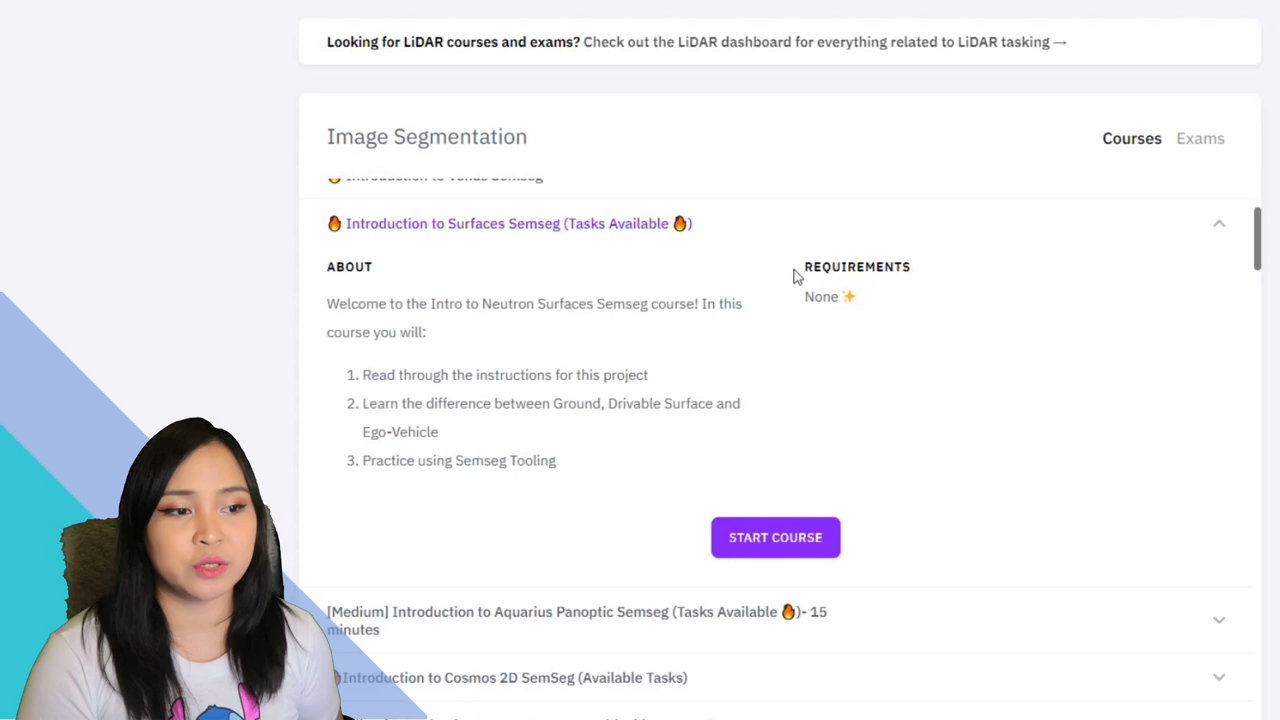 Looking for LiDAR courses and exams? Check out the LiDAR dashboard for everything related to LiDAR tasking →
Image Segmentation
Courses Exams
Introduction to Semseg
🔥 Introduction to Surfaces Semseg (Tasks Available 🔥)
ABOUT
REQUIREMENTS
Welcome to the Intro to Neutron Surfaces Semseg course! In this
None ✨
course you will:
1. Read through the instructions for this project
2. Learn the difference between Ground, Drivable Surface and
Ego-Vehicle
3. Practice using Semseg Tooling
START COURSE
[Medium] Introduction to Aquarius Panoptic Semseg (Tasks Available 🔥)- 15
minutes
Introduction to Cosmos 2D SemSeg (Available Tasks)